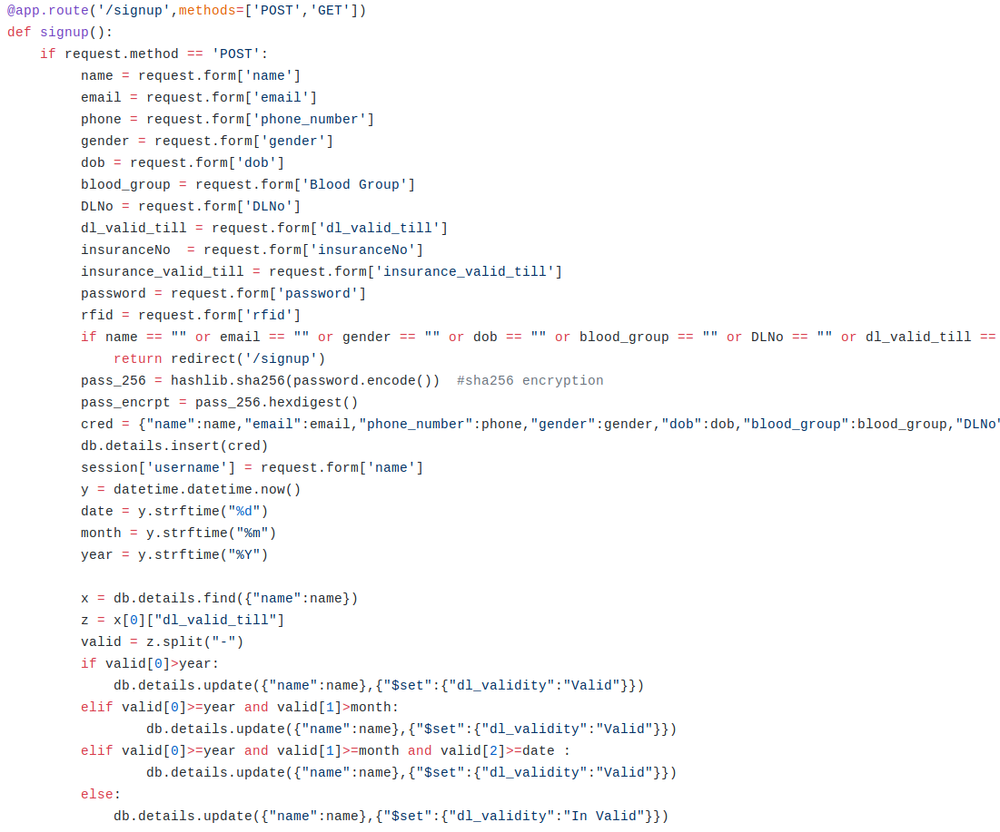 @app.route('/signup',methods=['POST','GET'])
def signup():
    if request.method == 'POST':
         name = request.form['name']
         email = request.form['email']
         phone = request.form['phone_number']
         gender = request.form['gender']
         dob = request.form['dob']
         blood_group = request.form['Blood Group']
         DLNo = request.form['DLNo']
         dl_valid_till = request.form['dl_valid_till']
         insuranceNo  = request.form['insuranceNo']
         insurance_valid_till = request.form['insurance_valid_till']
         password = request.form['password']
         rfid = request.form['rfid']
         if name == "" or email == "" or gender == "" or dob == "" or blood_group == "" or DLNo == "" or dl_valid_till ==
             return redirect('/signup')
         pass_256 = hashlib.sha256(password.encode())  #sha256 encryption
         pass_encrpt = pass_256.hexdigest()
         cred = {"name":name,"email":email,"phone_number":phone,"gender":gender,"dob":dob,"blood_group":blood_group,"DLNo"
         db.details.insert(cred)
         session['username'] = request.form['name']
         y = datetime.datetime.now()
         date = y.strftime("%d")
         month = y.strftime("%m")
         year = y.strftime("%Y")

         x = db.details.find({"name":name})
         z = x[0]["dl_valid_till"]
         valid = z.split("-")
         if valid[0]>year:
             db.details.update({"name":name},{"$set":{"dl_validity":"Valid"}})
         elif valid[0]>=year and valid[1]>month:
                 db.details.update({"name":name},{"$set":{"dl_validity":"Valid"}})
         elif valid[0]>=year and valid[1]>=month and valid[2]>=date :
                 db.details.update({"name":name},{"$set":{"dl_validity":"Valid"}})
         else:
             db.details.update({"name":name},{"$set":{"dl_validity":"In Valid"}})